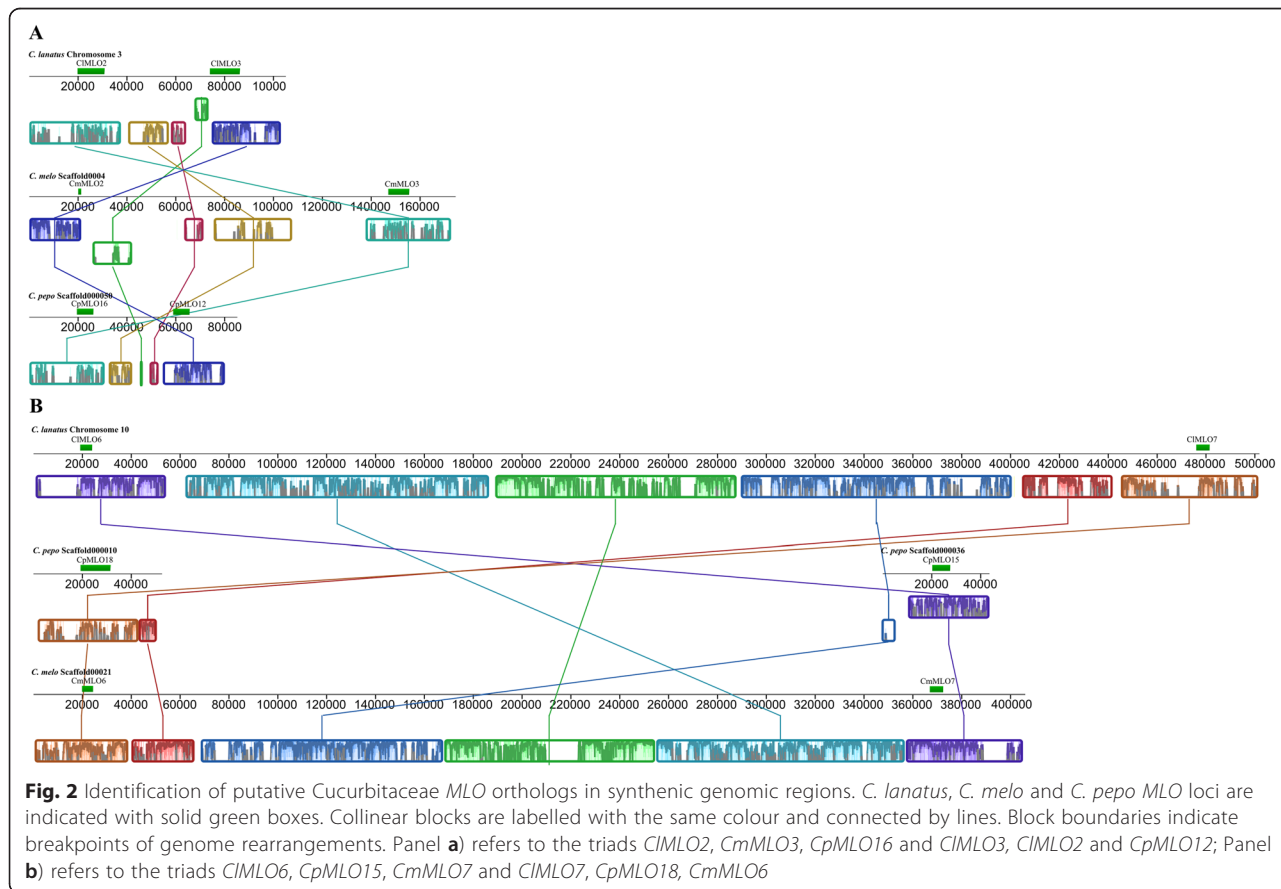 A
C. lanatus Chromosome 3
ClMLO2 ClMLO3
20000 40000 60000 80000 10000
C. melo Scaffold0004
CmMLO2 CmMLO3
20000 40000 60000 80000 100000 120000 140000 160000
C. pepo Scaffold000050
CpMLO16 CpMLO12
20000 40000 60000 80000
B
C. lanatus Chromosome 10
ClMLO6 ClMLO7
20000 40000 60000 80000 100000 120000 140000 160000 180000 200000 220000 240000 260000 280000 300000 320000 340000 360000 380000 400000 420000 440000 460000 480000 500000
C. pepo Scaffold000010 C. pepo Scaffold000036
CpMLO18 CpMLO15
20000 40000 20000 40000
C. melo Scaffold00021
CmMLO6 CmMLO7
20000 40000 60000 80000 100000 120000 140000 160000 180000 200000 220000 240000 260000 280000 300000 320000 340000 360000 380000 400000
Fig. 2 Identification of putative Cucurbitaceae MLO orthologs in synthenic genomic regions. C. lanatus, C. melo and C. pepo MLO loci are
indicated with solid green boxes. Collinear blocks are labelled with the same colour and connected by lines. Block boundaries indicate
breakpoints of genome rearrangements. Panel a) refers to the triads ClMLO2, CmMLO3, CpMLO16 and ClMLO3, ClMLO2 and CpMLO12; Panel
b) refers to the triads ClMLO6, CpMLO15, CmMLO7 and ClMLO7, CpMLO18, CmMLO6